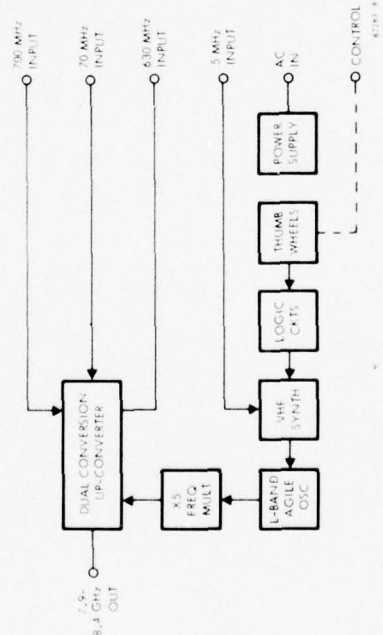 700 MHz
INPUT
70 MHz
INPUT
630 MHz
INPUT
5 MHz
INPUT
AC
IN
CONTROL
POWER
SUPPLY
THUMB
WHEELS
LOGIC
CKTS
VHF
SYNTH
L-BAND
AGILE
OSC
X5
FREQ
MULT
DUAL CONVERSION
UP-CONVERTER
7.9-
8.4 GHz
OUT